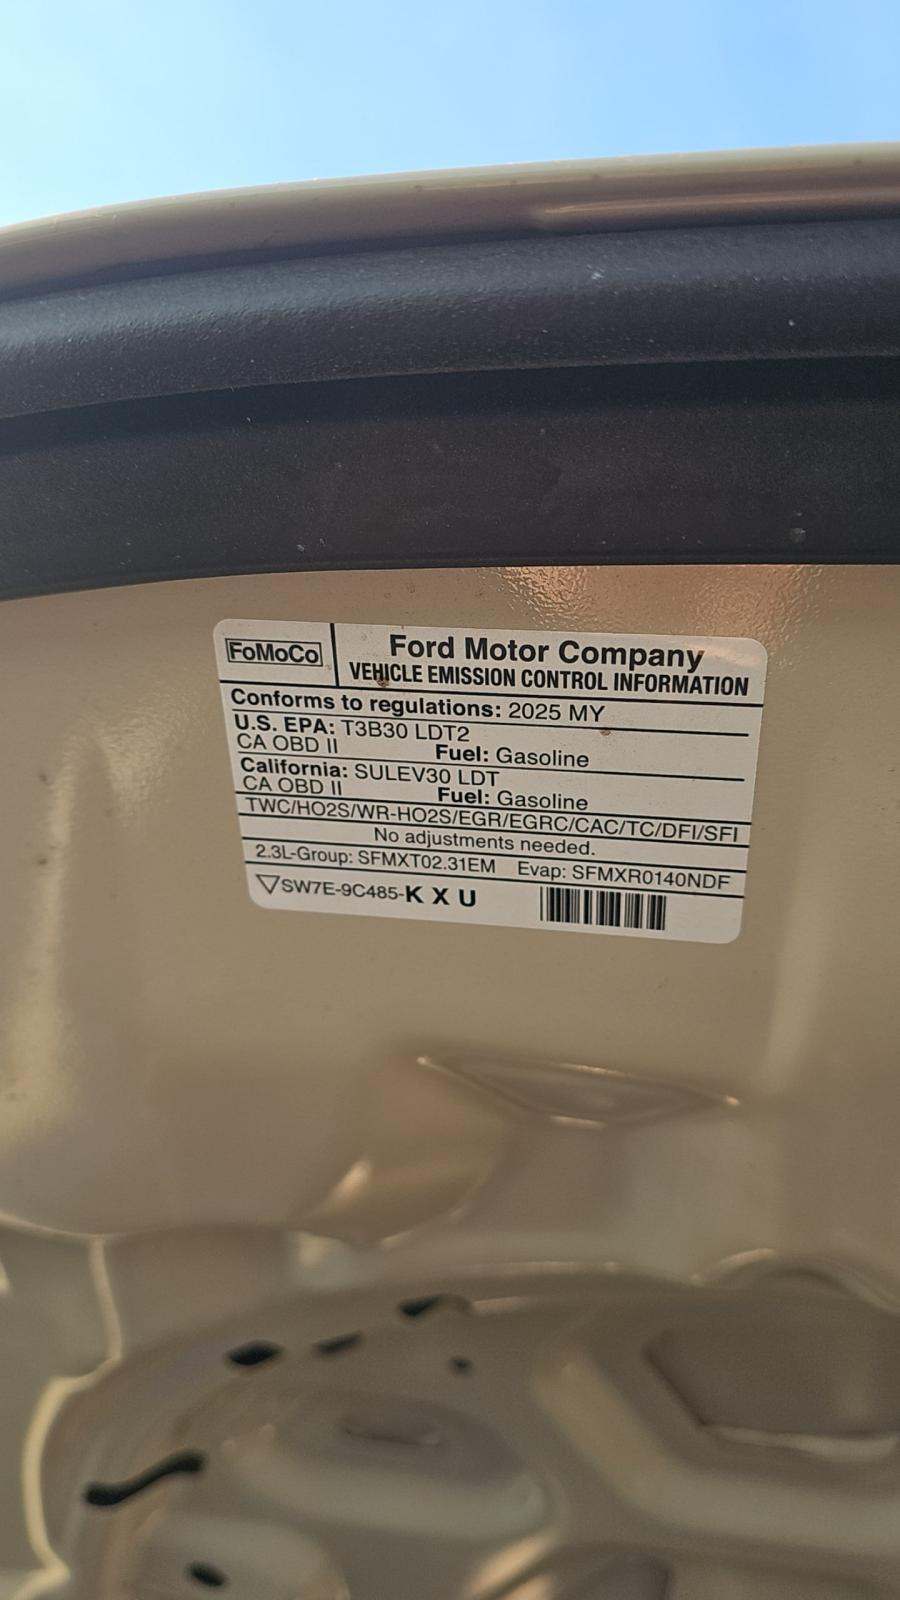 FoMoCo
Ford Motor Company
VEHICLE EMISSION CONTROL INFORMATION
Conforms to regulations: 2025 MY
U.S. EPA: T3B30 LDT2
CA OBD II Fuel: Gasoline
California: SULEV30 LDT
CA OBD II Fuel: Gasoline
TWC/HO2S/WR-HO2S/EGR/EGRC/CAC/TC/DFI/SFI
No adjustments needed.
2.3L-Group: SFMXT02.31EM Evap: SFMXR0140NDF
SW7E-9C485-K X U